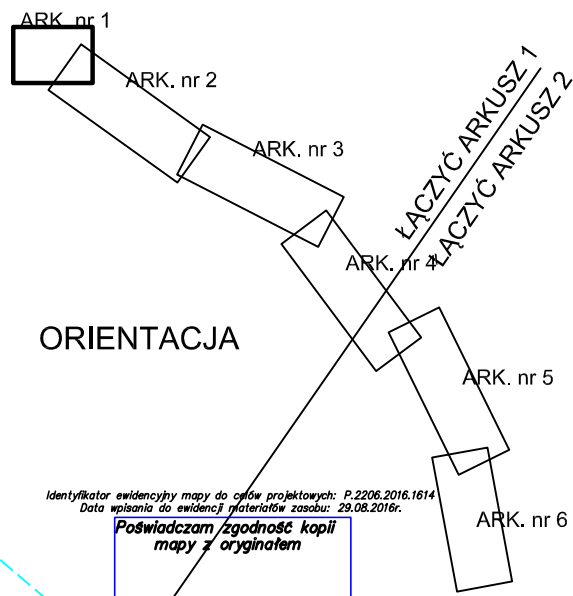 ARK. nr 1
ARK. nr 2
ARK. nr 3
ŁĄCZYĆ ARKUSZ 1
ŁĄCZYĆ ARKUSZ 2
ARK. nr 4
ORIENTACJA
ARK. nr 5
Identyfikator ewidencyjny mapy do celów projektowych: P.2206.2016.1614
Data wpisania do ewidencji materiałów zasobu: 29.08.2016r.
Poświadczam zgodność kopii
mapy z oryginałem
ARK. nr 6